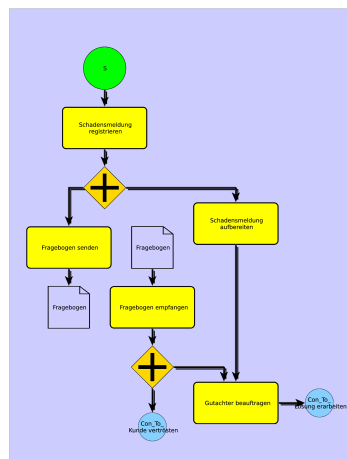 S
Schadensmeldung
registrieren
Schadensmeldung
aufbereiten
Fragebogen senden
Fragebogen
Fragebogen
Fragebogen empfangen
Gutachter beauftragen
Con_To_
Lösung erarbeiten
Con_To_
Kunde vertrösten